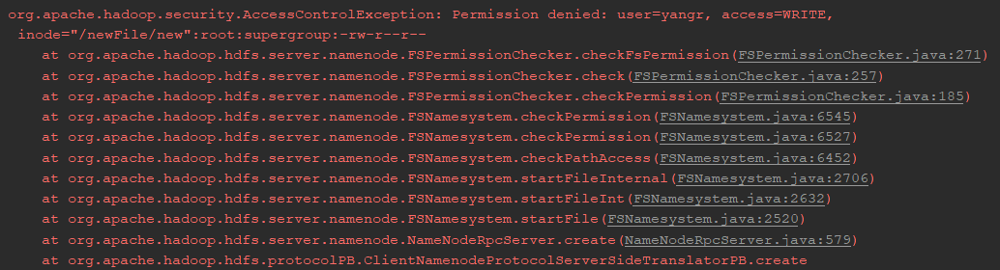 org.apache.hadoop.security.AccessControlException: Permission denied: user=yangr, access=WRITE,
inode="/newFile/new":root:supergroup:-rw-r--r--
at org.apache.hadoop.hdfs.server.namenode.FSPermissionChecker.checkFsPermission(FSPermissionChecker.java:271)
at org.apache.hadoop.hdfs.server.namenode.FSPermissionChecker.check(FSPermissionChecker.java:257)
at org.apache.hadoop.hdfs.server.namenode.FSPermissionChecker.checkPermission(FSPermissionChecker.java:185)
at org.apache.hadoop.hdfs.server.namenode.FSNamesystem.checkPermission(FSNamesystem.java:6545)
at org.apache.hadoop.hdfs.server.namenode.FSNamesystem.checkPermission(FSNamesystem.java:6527)
at org.apache.hadoop.hdfs.server.namenode.FSNamesystem.checkPathAccess(FSNamesystem.java:6452)
at org.apache.hadoop.hdfs.server.namenode.FSNamesystem.startFileInternal(FSNamesystem.java:2706)
at org.apache.hadoop.hdfs.server.namenode.FSNamesystem.startFileInt(FSNamesystem.java:2632)
at org.apache.hadoop.hdfs.server.namenode.FSNamesystem.startFile(FSNamesystem.java:2520)
at org.apache.hadoop.hdfs.server.namenode.NameNodeRpcServer.create(NameNodeRpcServer.java:579)
at org.apache.hadoop.hdfs.protocolPB.ClientNamenodeProtocolServerSideTranslatorPB.create